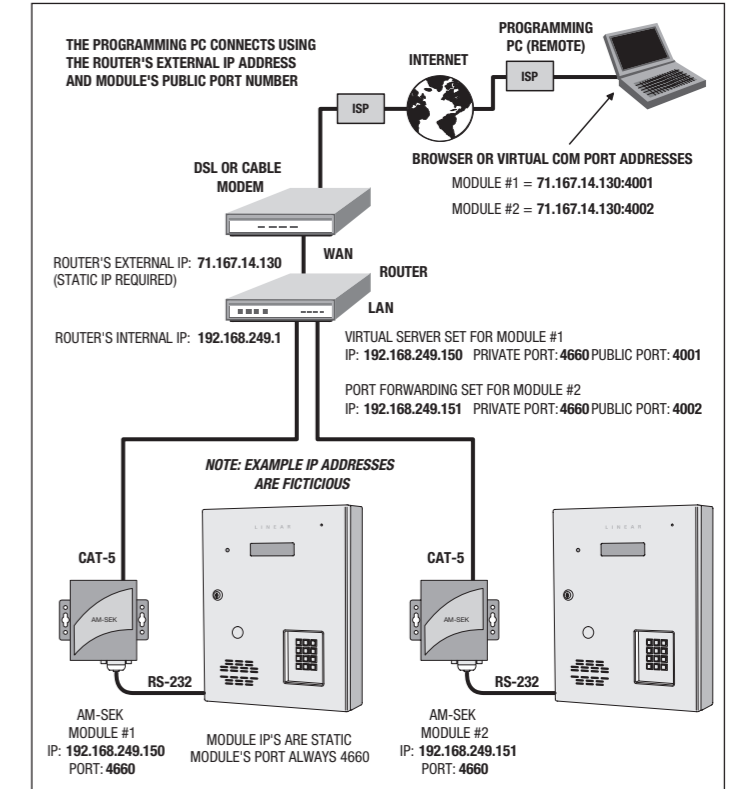 THE PROGRAMMING PC CONNECTS USING
THE ROUTER'S EXTERNAL IP ADDRESS
AND MODULE'S PUBLIC PORT NUMBER
PROGRAMMING
PC (REMOTE)
INTERNET
ISP
ISP
BROWSER OR VIRTUAL COM PORT ADDRESSES
MODULE #1 = 71.167.14.130:4001
MODULE #2 = 71.167.14.130:4002
DSL OR CABLE
MODEM
WAN
ROUTER'S EXTERNAL IP: 71.167.14.130
(STATIC IP REQUIRED)
ROUTER
LAN
ROUTER'S INTERNAL IP: 192.168.249.1
VIRTUAL SERVER SET FOR MODULE #1
IP: 192.168.249.150 PRIVATE PORT: 4660 PUBLIC PORT: 4001
PORT FORWARDING SET FOR MODULE #2
IP: 192.168.249.151 PRIVATE PORT: 4660 PUBLIC PORT: 4002
NOTE: EXAMPLE IP ADDRESSES
ARE FICTICIOUS
CAT-5
AM-SEK
LINEAR
RS-232
CAT-5
AM-SEK
LINEAR
RS-232
AM-SEK
MODULE #1
IP: 192.168.249.150
PORT: 4660
MODULE IP'S ARE STATIC
MODULE'S PORT ALWAYS 4660
AM-SEK
MODULE #2
IP: 192.168.249.151
PORT: 4660